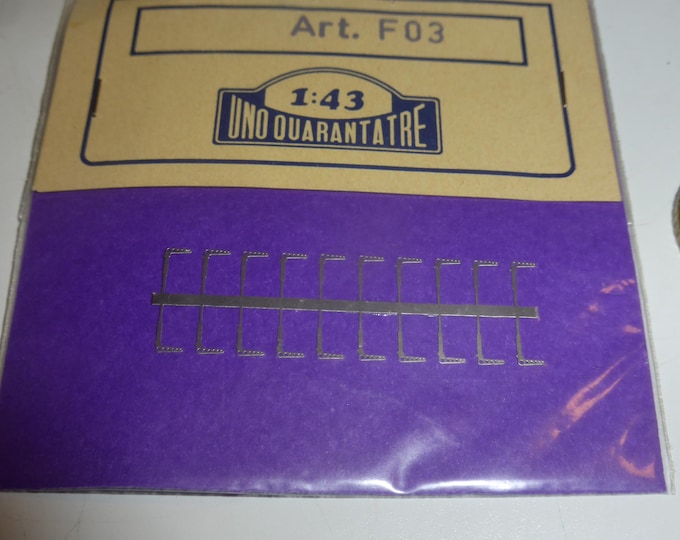 Art. F03
1:43
UNO QUARANTATRE